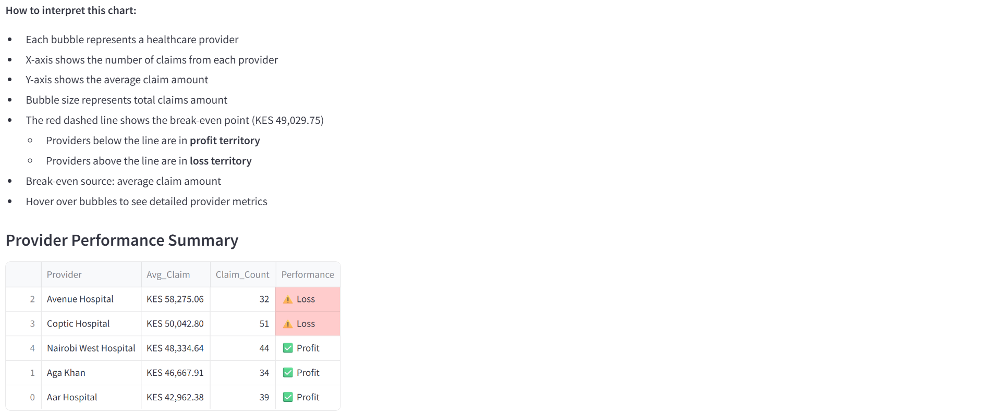 How to interpret this chart:
Each bubble represents a healthcare provider
X-axis shows the number of claims from each provider
Y-axis shows the average claim amount
Bubble size represents total claims amount
The red dashed line shows the break-even point (KES 49,029.75)
Providers below the line are in profit territory
Providers above the line are in loss territory
Break-even source: average claim amount
Hover over bubbles to see detailed provider metrics
Provider Performance Summary
Provider Avg_Claim Claim_Count Performance
2 Avenue Hospital KES 58,275.06 32 ⚠️ Loss
3 Coptic Hospital KES 50,042.80 51 ⚠️ Loss
4 Nairobi West Hospital KES 48,334.64 44 ✅ Profit
1 Aga Khan KES 46,667.91 34 ✅ Profit
0 Aar Hospital KES 42,962.38 39 ✅ Profit